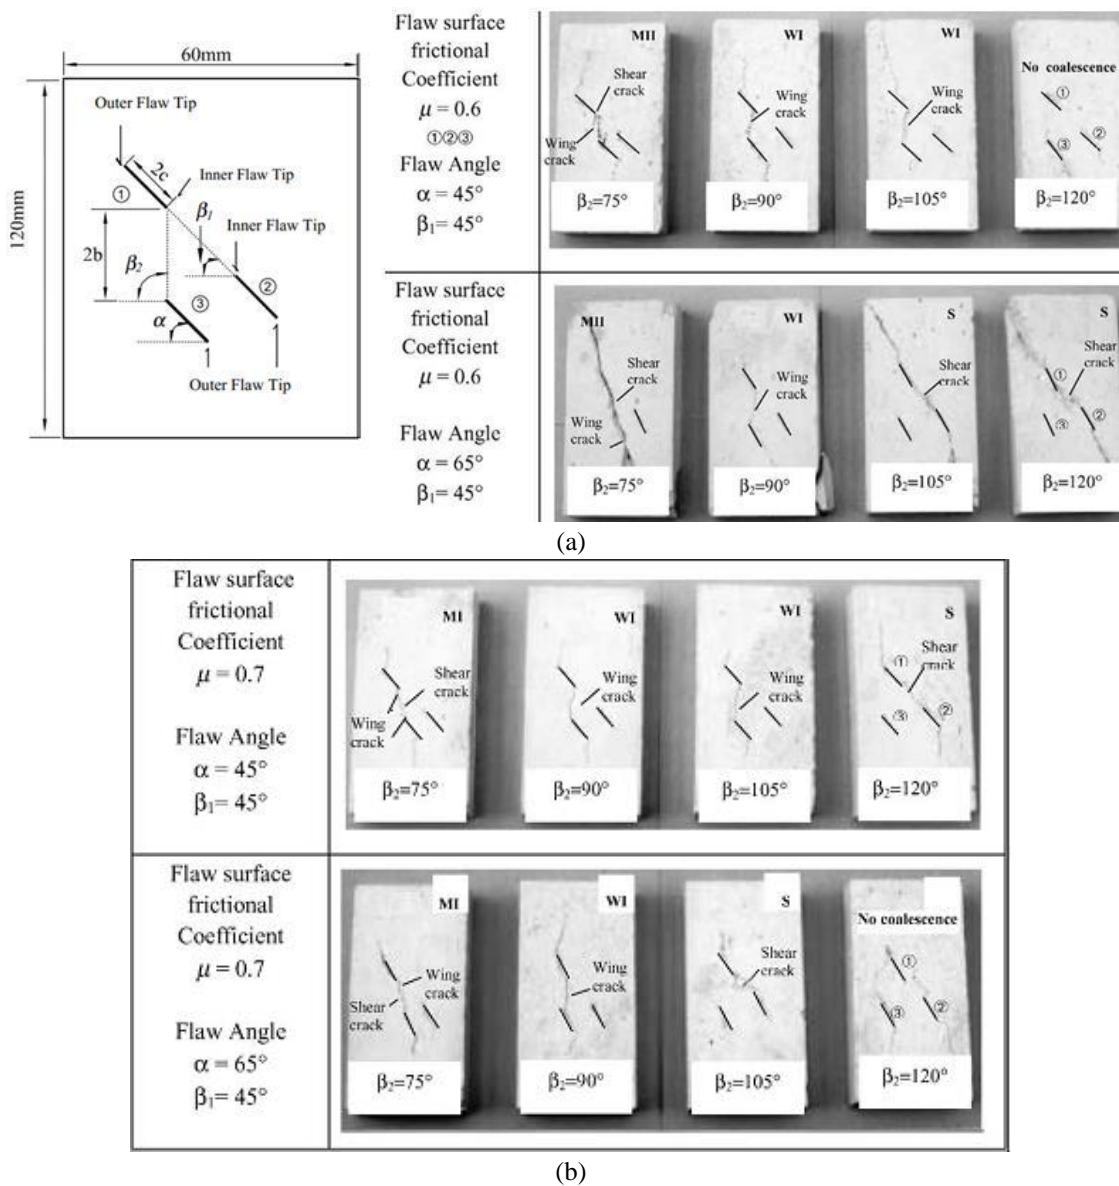 60mm
120mm
Outer Flaw Tip
2c
①
Inner Flaw Tip
β1
Inner Flaw Tip
2b
β2
②
③
α
Outer Flaw Tip
Flaw surface
frictional
Coefficient
μ = 0.6
①②③
Flaw Angle
α = 45°
β1= 45°
MII
Shear
crack
Wing
crack
β2=75°
WI
Wing
crack
β2=90°
WI
Wing
crack
β2=105°
No coalescence
①
②
③
β2=120°
Flaw surface
frictional
Coefficient
μ = 0.6
Flaw Angle
α = 65°
β1= 45°
MII
Shear
crack
Wing
crack
β2=75°
WI
Wing
crack
β2=90°
S
Shear
crack
β2=105°
S
Shear
crack
①
②
③
β2=120°
(a)
Flaw surface
frictional
Coefficient
μ = 0.7
Flaw Angle
α = 45°
β1= 45°
MI
Shear
crack
Wing
crack
β2=75°
WI
Wing
crack
β2=90°
WI
Wing
crack
β2=105°
S
Shear
crack
①
②
③
β2=120°
Flaw surface
frictional
Coefficient
μ = 0.7
Flaw Angle
α = 65°
β1= 45°
MI
Wing
crack
Shear
crack
β2=75°
WI
Wing
crack
β2=90°
S
Shear
crack
β2=105°
No coalescence
①
②
③
β2=120°
(b)